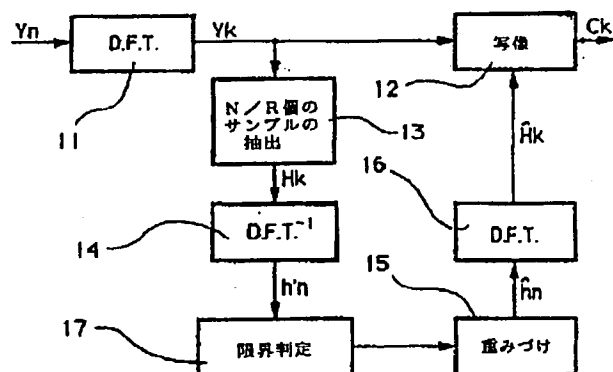 Yn
D.F.T.
Yk
写像
Ck
11
12
N／R個の
サンプルの
抽出
13
Ĥk
Hk
16
14
D.F.T.⁻¹
D.F.T.
h'n
15
ĥn
17
限界判定
重みづけ